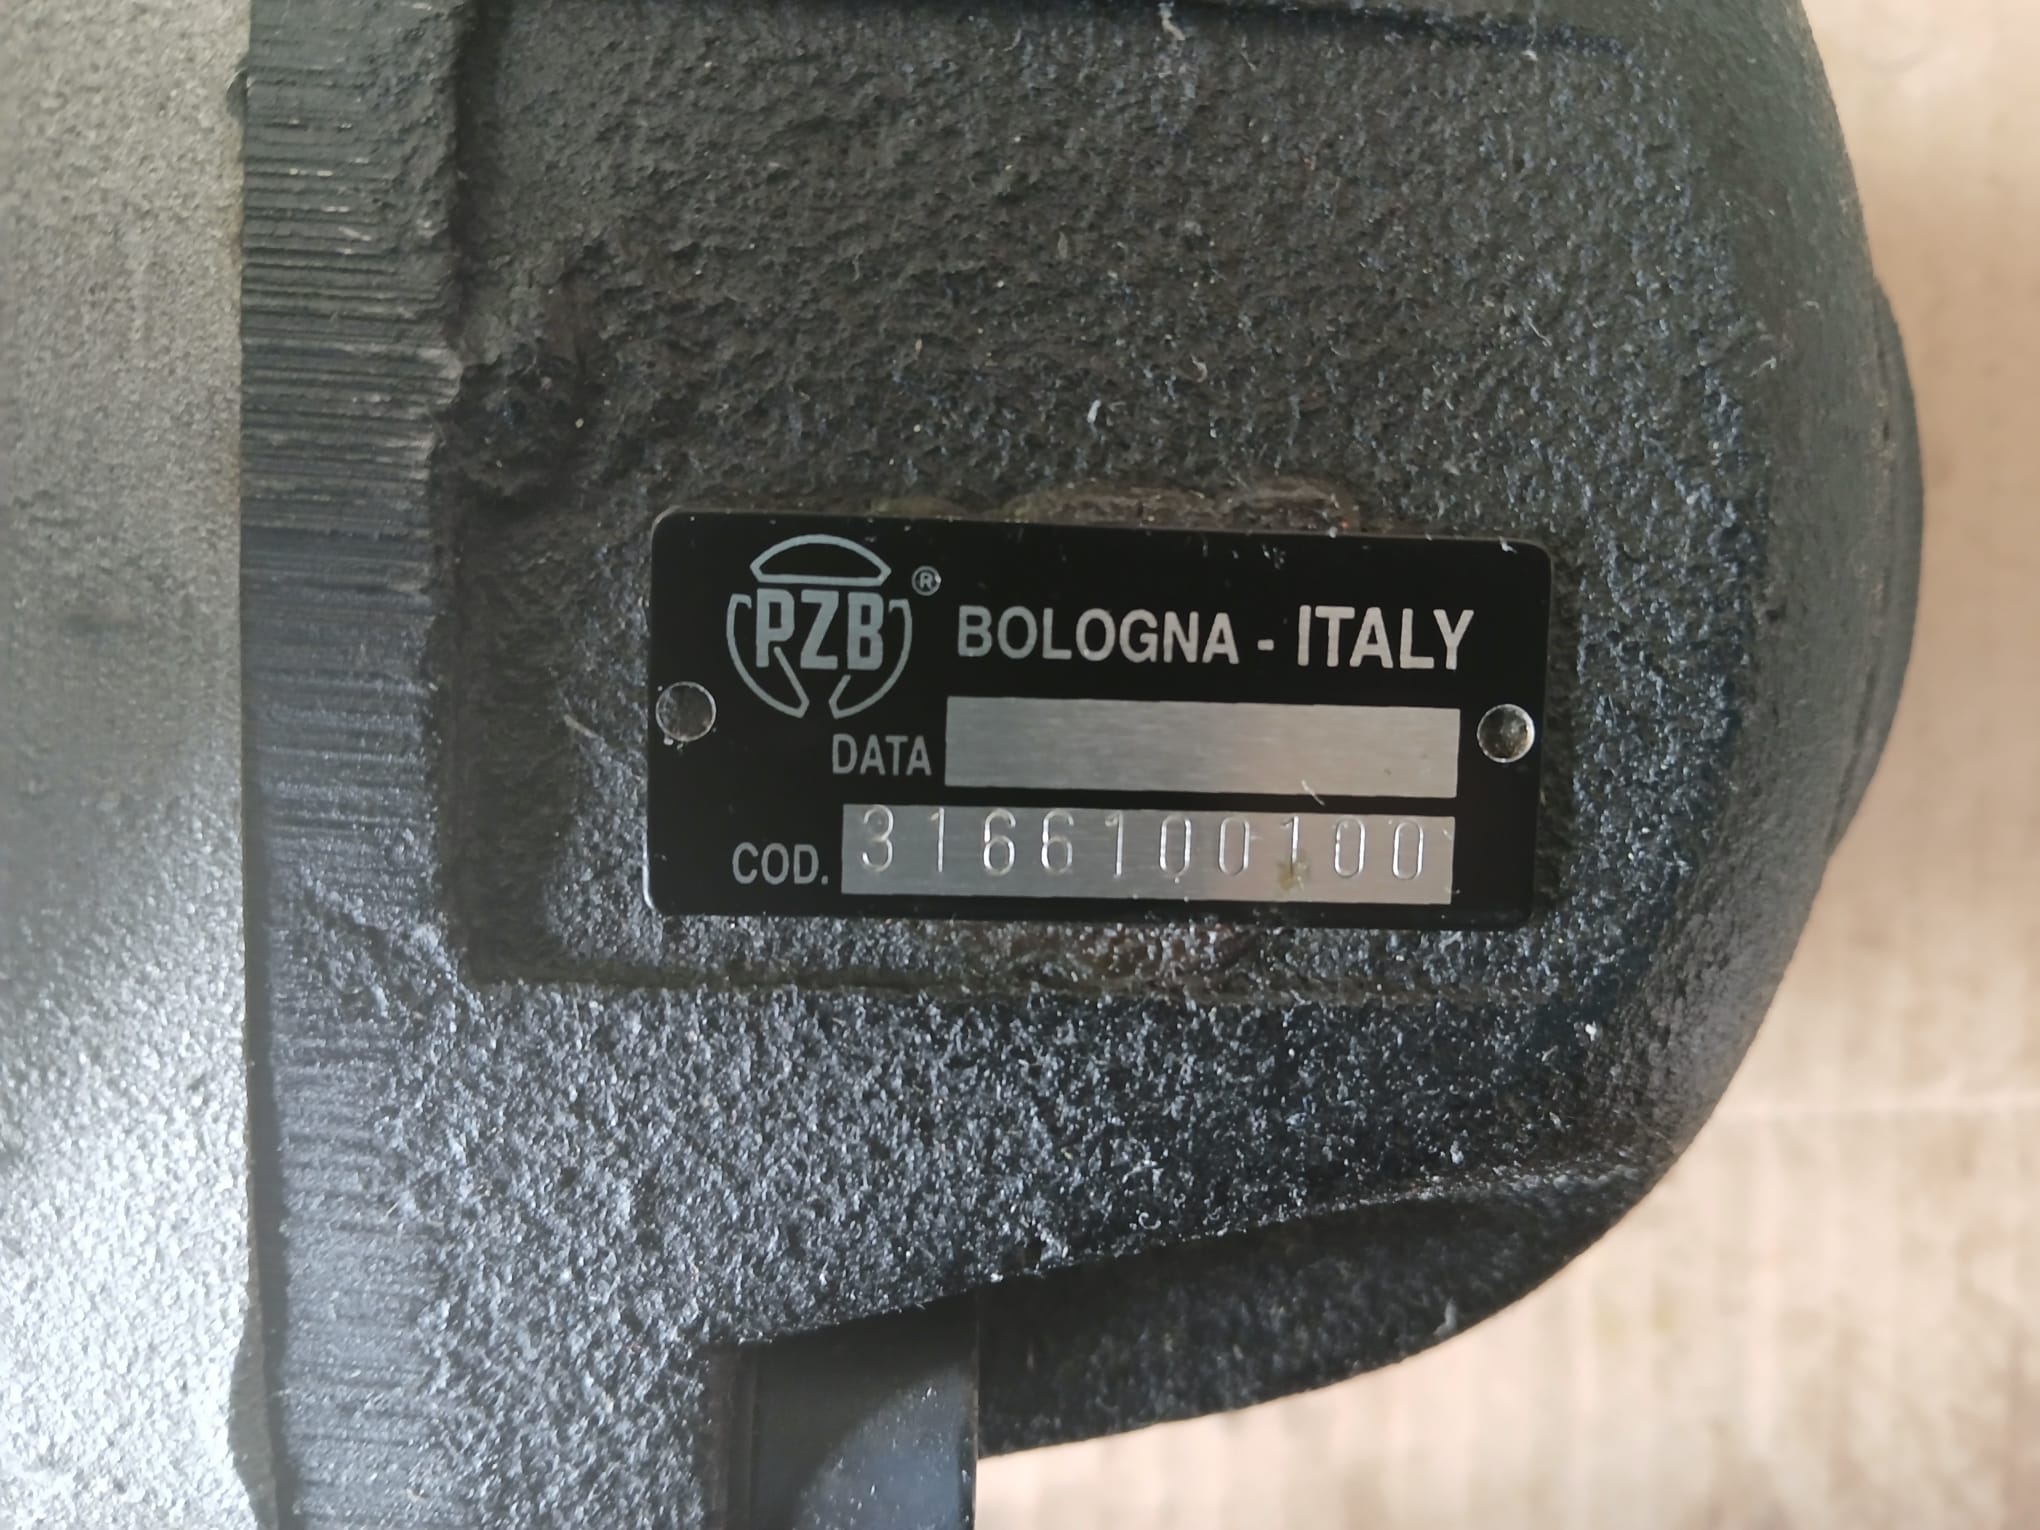 PZB® BOLOGNA - ITALY
DATA
COD. 3166100100